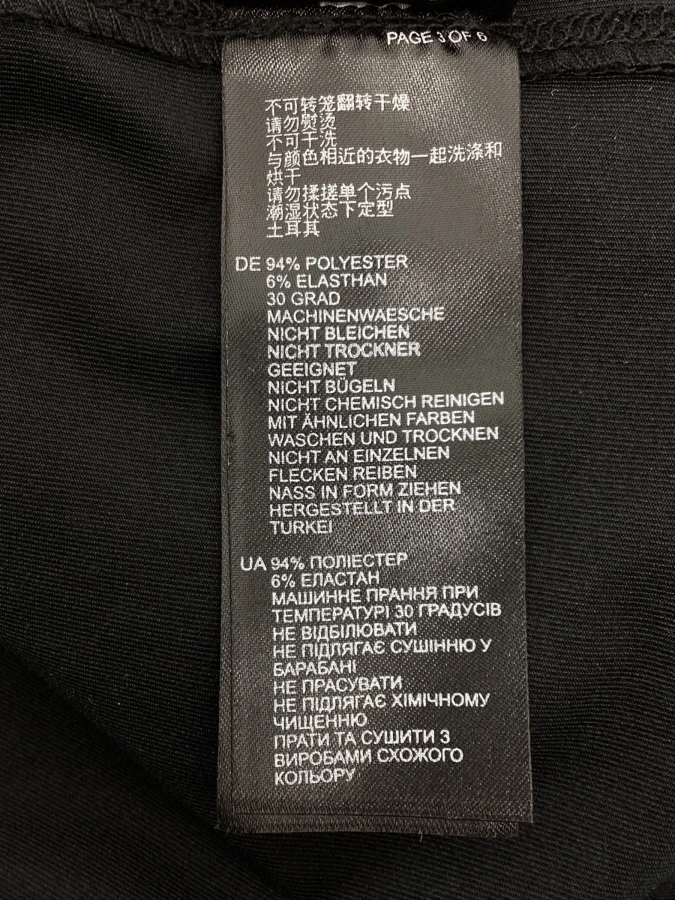 PAGE 3 OF 6
不可转笼翻转干燥
请勿熨烫
不可干洗
与颜色相近的衣物一起洗涤和
烘干
请勿揉搓单个污点
潮湿状态下定型
土耳其
DE 94% POLYESTER
6% ELASTHAN
30 GRAD
MACHINENWAESCHE
NICHT BLEICHEN
NICHT TROCKNER
GEEIGNET
NICHT BÜGELN
NICHT CHEMISCH REINIGEN
MIT ÄHNLICHEN FARBEN
WASCHEN UND TROCKNEN
NICHT AN EINZELNEN
FLECKEN REIBEN
NASS IN FORM ZIEHEN
HERGESTELLT IN DER
TURKEI
UA 94% ПОЛІЕСТЕР
6% ЕЛАСТАН
МАШИННЕ ПРАННЯ ПРИ
ТЕМПЕРАТУРІ 30 ГРАДУСІВ
НЕ ВІДБІЛЮВАТИ
НЕ ПІДЛЯГАЄ СУШІННЮ У
БАРАБАНІ
НЕ ПРАСУВАТИ
НЕ ПІДЛЯГАЄ ХІМІЧНОМУ
ЧИЩЕННЮ
ПРАТИ ТА СУШИТИ З
ВИРОБАМИ СХОЖОГО
КОЛЬОРУ